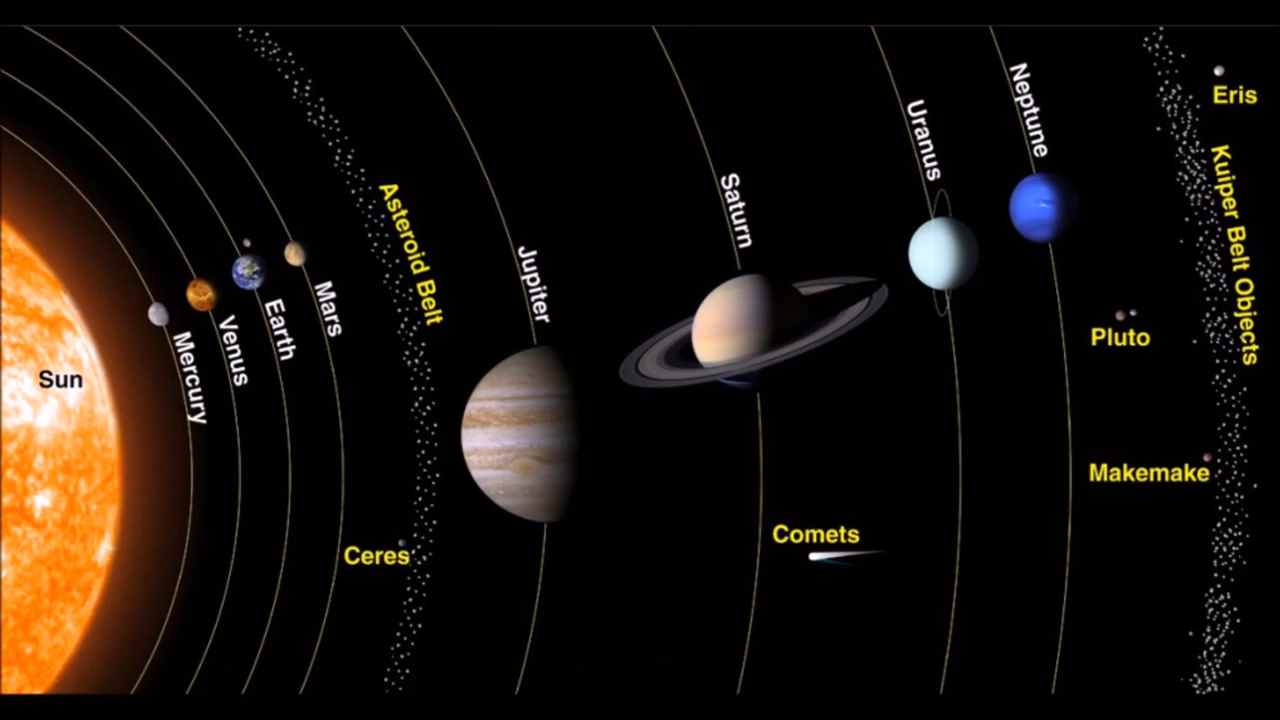 Sun
Mercury
Venus
Earth
Mars
Asteroid Belt
Ceres
Jupiter
Saturn
Comets
Uranus
Neptune
Pluto
Makemake
Eris
Kuiper Belt Objects